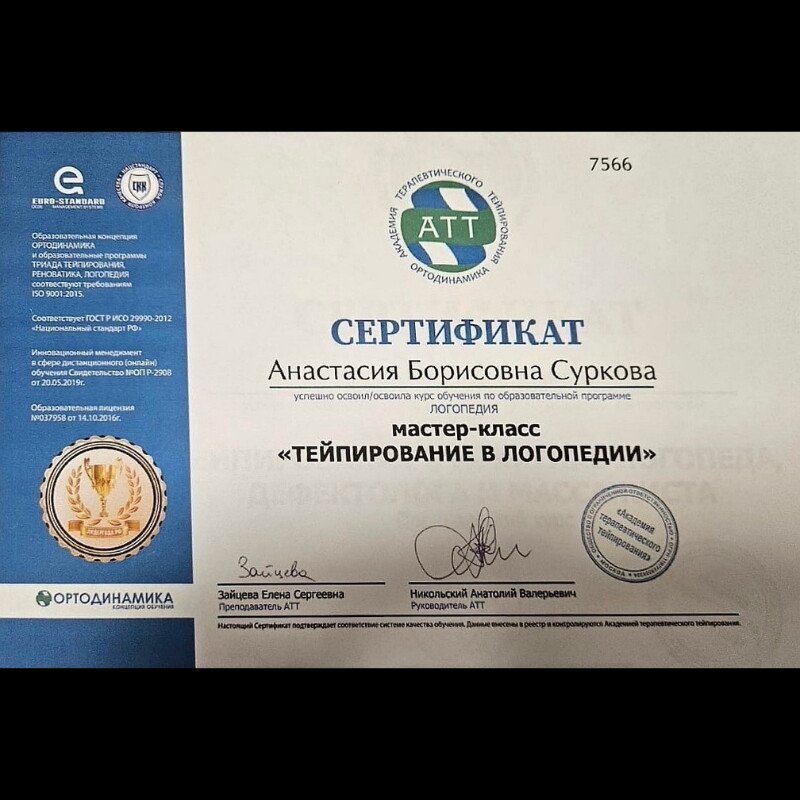 7566
EURO-STANDARD
MANAGEMENT SYSTEMS
Образовательная концепция
ОРТОДИНАМИКА
и образовательные программы
ТРИАДА ТЕЙПИРОВАНИЯ,
РЕНОВАТИКА, ЛОГОПЕДИЯ
соответствуют требованиям
ISO 9001:2015.
Соответствует ГОСТ Р ИСО 29990-2012
«Национальный стандарт РФ»
Инновационный менеджмент
в сфере дистанционного (онлайн)
обучения Свидетельство №ОП Р-2908
от 20.05.2019г.
Образовательная лицензия
№037958 от 14.10.2016г.
ОРТОДИНАМИКА
КОНЦЕПЦИЯ ОБУЧЕНИЯ
АКАДЕМИЯ ТЕРАПЕВТИЧЕСКОГО ТЕЙПИРОВАНИЯ
АТТ
ОРТОДИНАМИКА
СЕРТИФИКАТ
Анастасия Борисовна Суркова
успешно освоил/освоила курс обучения по образовательной программе
ЛОГОПЕДИЯ
мастер-класс
«ТЕЙПИРОВАНИЕ В ЛОГОПЕДИИ»
«Академия
терапевтического
тейпирования»
МОСКВА
Зайцева
Зайцева Елена Сергеевна
Преподаватель АТТ
Никольский Анатолий Валерьевич
Руководитель АТТ
Настоящий Сертификат подтверждает соответствие системе качества обучения. Данные внесены в реестр и контролируются Академией терапевтического тейпирования.